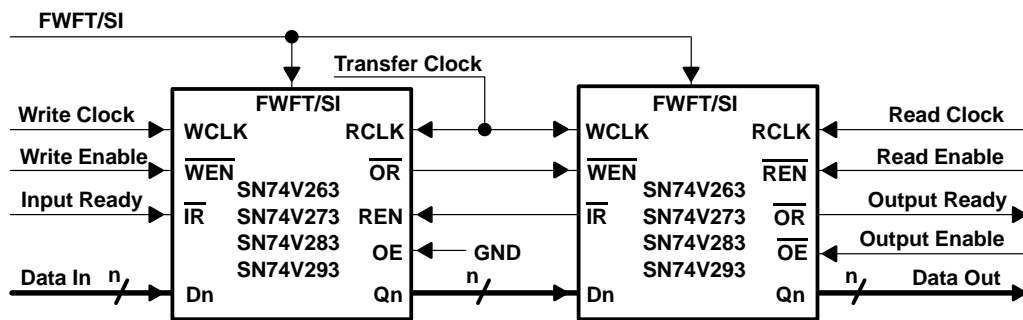 FWFT/SI
Transfer Clock
FWFT/SI
FWFT/SI
Write Clock
WCLK
RCLK
WCLK
RCLK
Read Clock
Write Enable
WEN
OR
WEN
REN
Read Enable
SN74V263
SN74V263
Input Ready
IR
SN74V273
REN
IR
SN74V273
OR
Output Ready
SN74V283
OE
GND
SN74V283
OE
Output Enable
SN74V293
SN74V293
Data In
n
Dn
Qn
n
Dn
Qn
n
Data Out